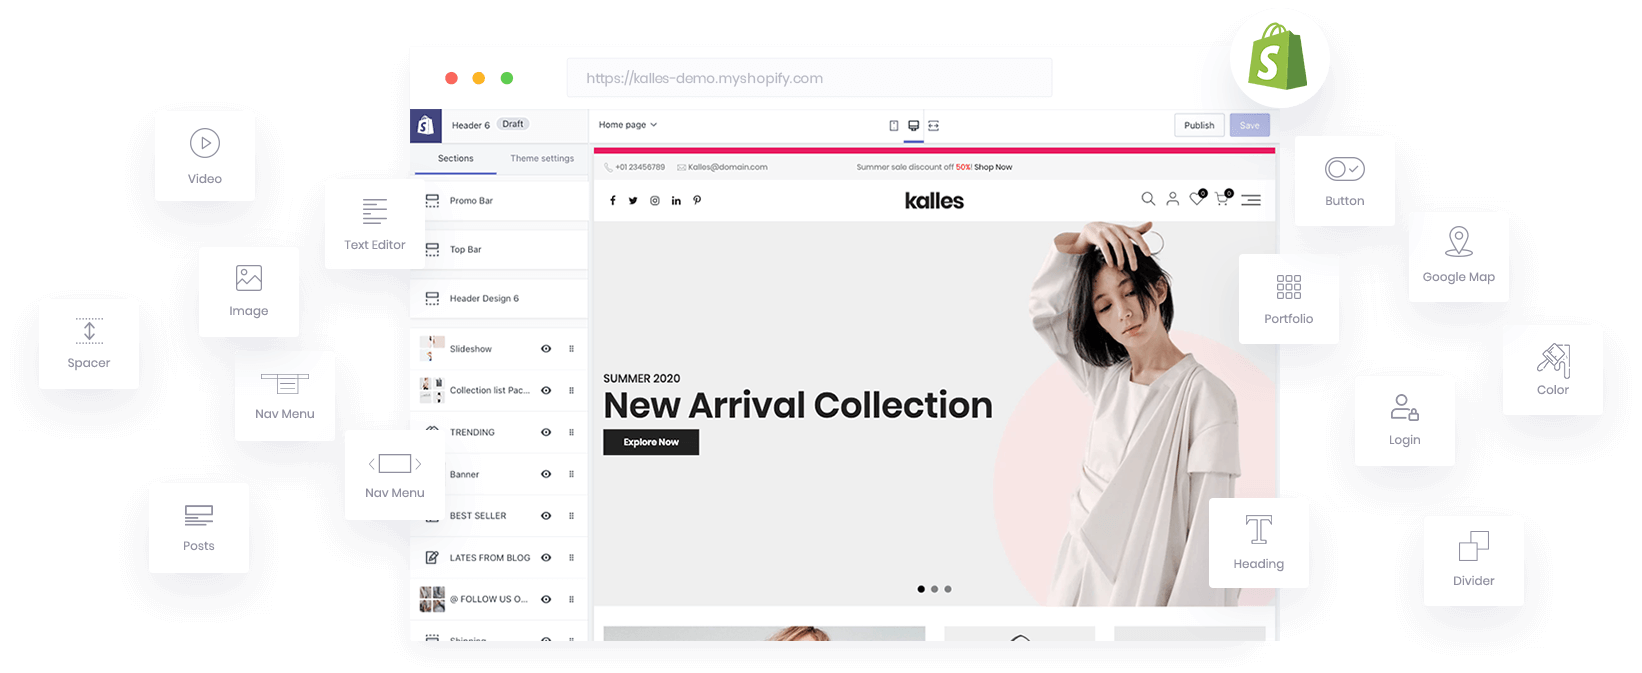 https://kalles-demo.myshopify.com
Header 6 Draft
Home page
Publish
Save
Sections
Theme settings
+01 23456789
Kalles@domain.com
Summer sale discount off 50%! Shop Now
kalles
0
0
Promo Bar
Top Bar
Header Design 6
Slideshow
Collection list Pac...
TRENDING
Banner
BEST SELLER
LATES FROM BLOG
@ FOLLOW US O...
Shipping
SUMMER 2020
New Arrival Collection
Explore Now
Video
Text Editor
Image
Spacer
Nav Menu
Nav Menu
Posts
Button
Google Map
Portfolio
Color
Login
Heading
Divider